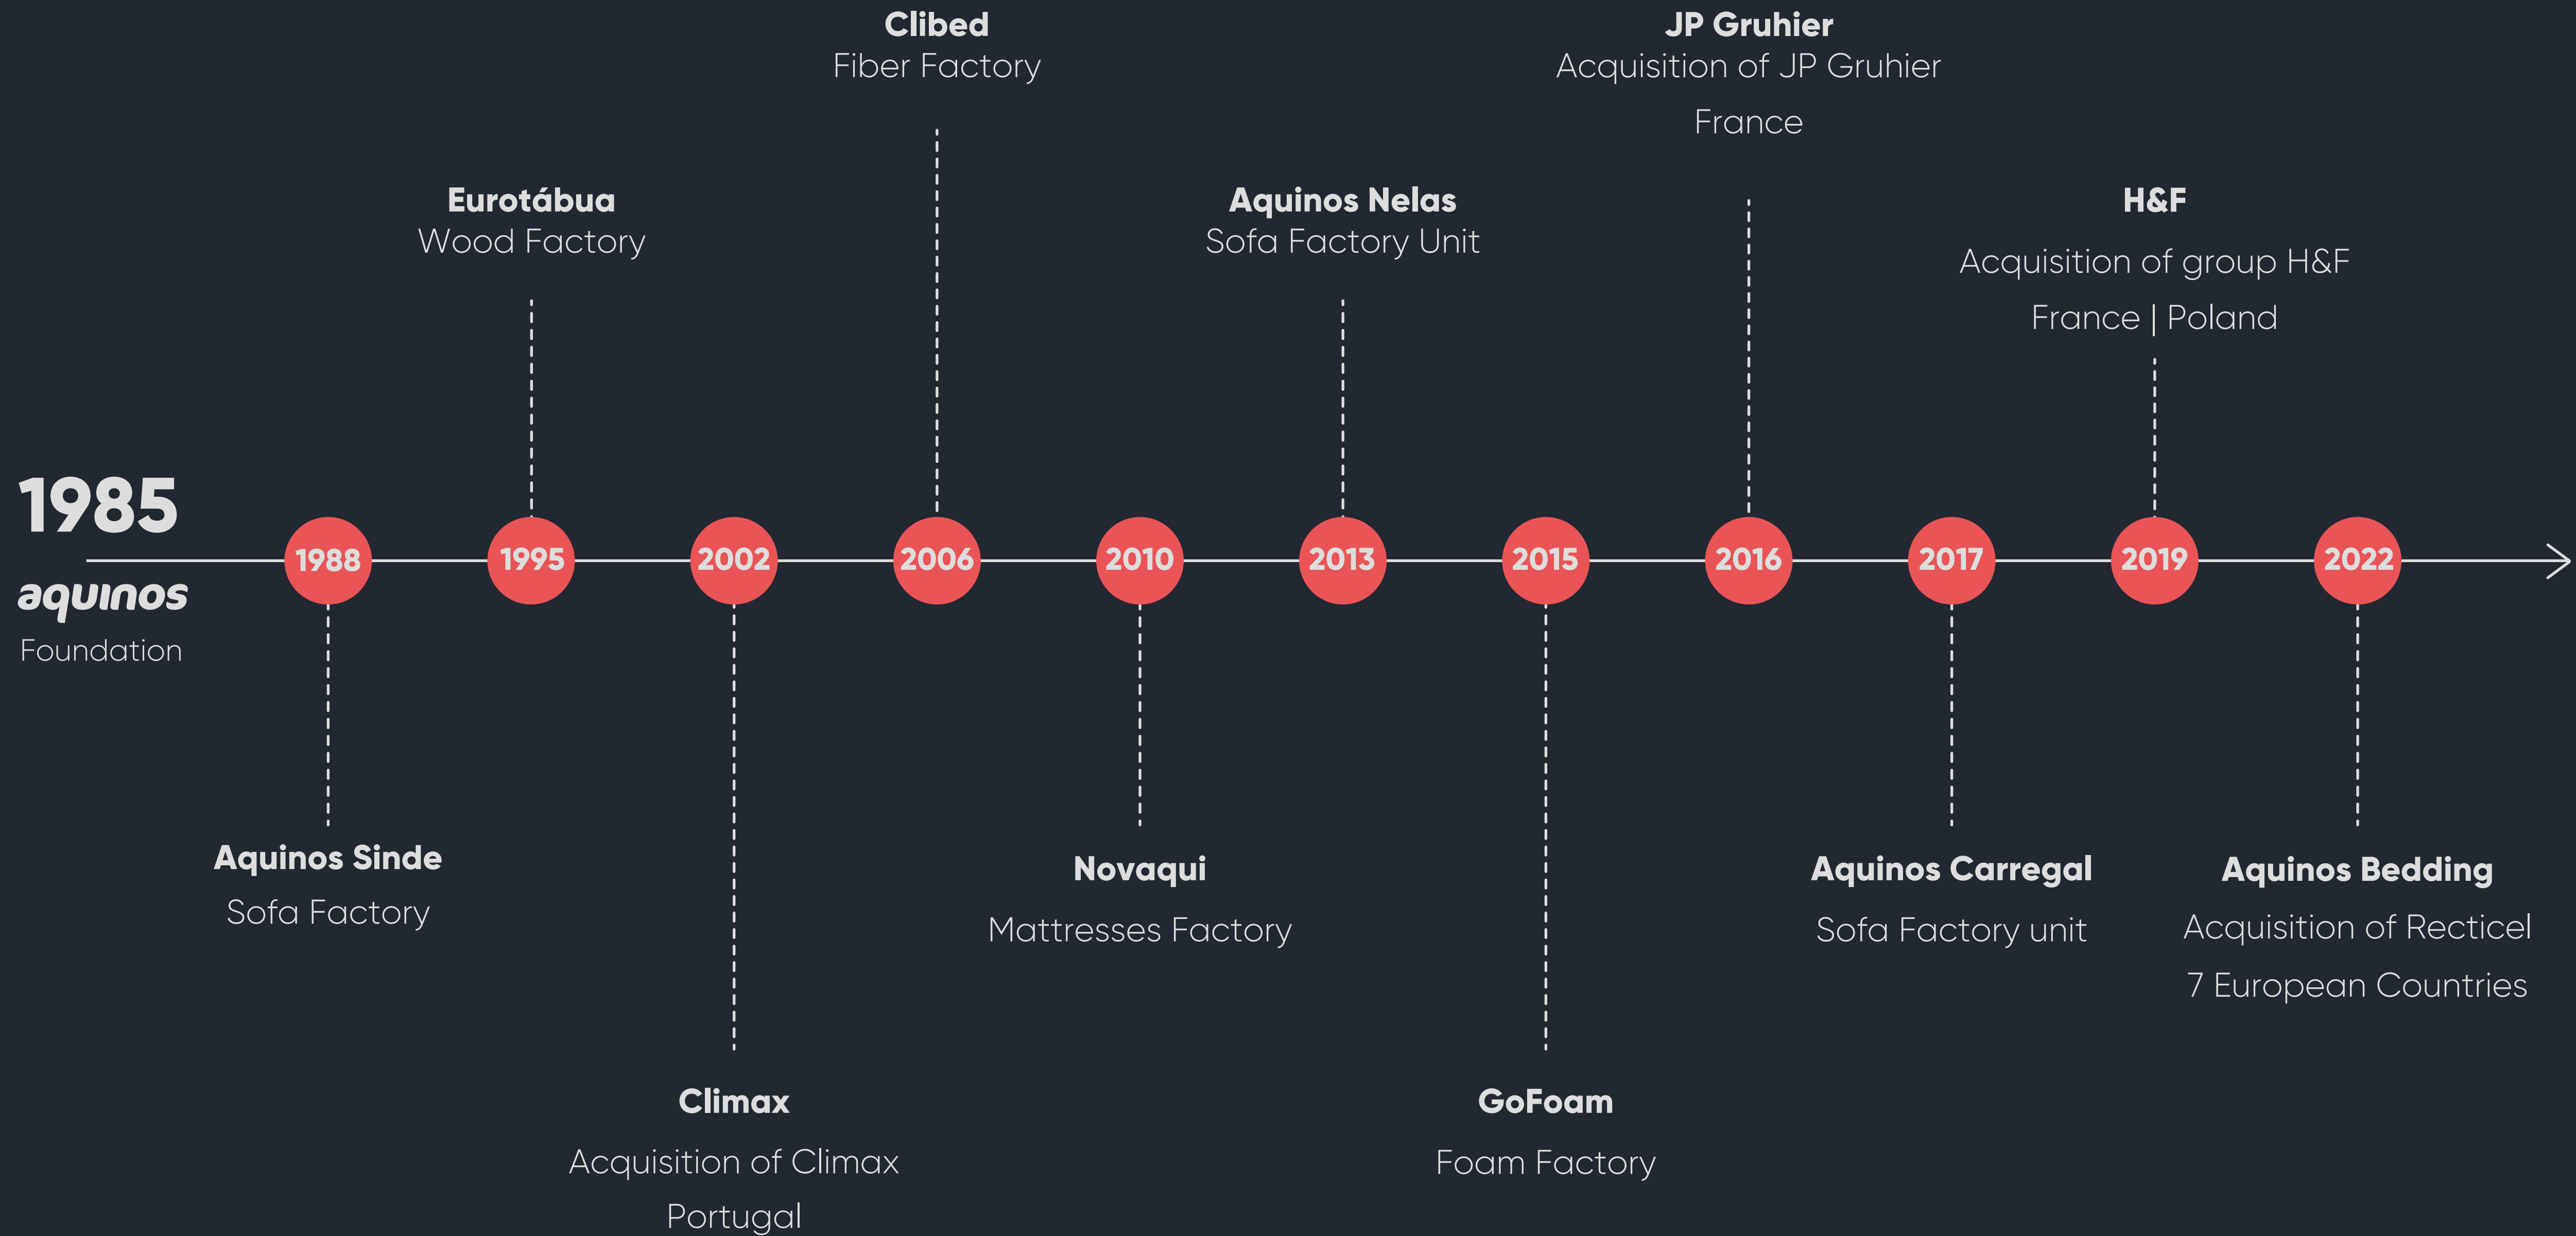 1985
aquinos
Foundation
1988
Aquinos Sinde
Sofa Factory
1995
Eurotábua
Wood Factory
2002
Climax
Acquisition of Climax
Portugal
2006
Clibed
Fiber Factory
2010
Novaqui
Mattresses Factory
2013
Aquinos Nelas
Sofa Factory Unit
2015
GoFoam
Foam Factory
2016
JP Gruhier
Acquisition of JP Gruhier
France
2017
Aquinos Carregal
Sofa Factory unit
2019
H&F
Acquisition of group H&F
France | Poland
2022
Aquinos Bedding
Acquisition of Recticel
7 European Countries